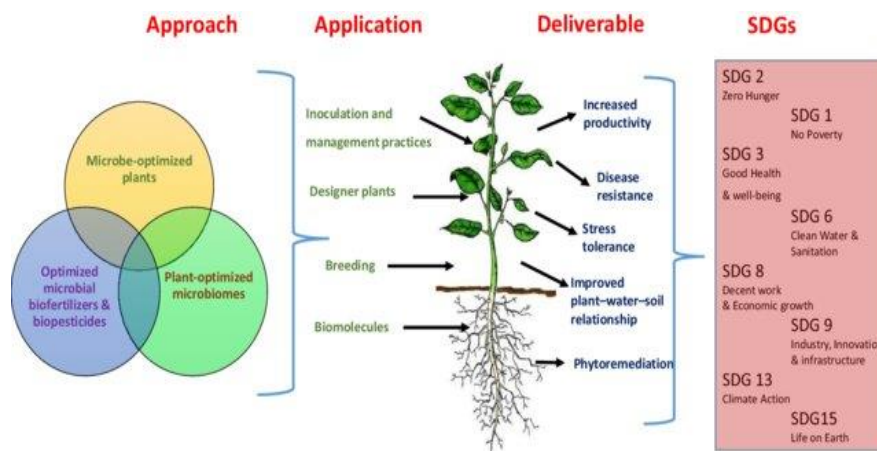 Approach
Application
Deliverable
SDGs
Microbe-optimized
plants
Optimized
microbial
biofertilizers &
biopesticides
Plant-optimized
microbiomes
Inoculation and
management practices
Designer plants
Breeding
Biomolecules
Increased
productivity
Disease
resistance
Stress
tolerance
Improved
plant–water–soil
relationship
Phytoremediation
SDG 2
Zero Hunger
SDG 1
No Poverty
SDG 3
Good Health
& well-being
SDG 6
Clean Water &
Sanitation
SDG 8
Decent work
& Economic growth
SDG 9
Industry, Innovation
& infrastructure
SDG 13
Climate Action
SDG15
Life on Earth